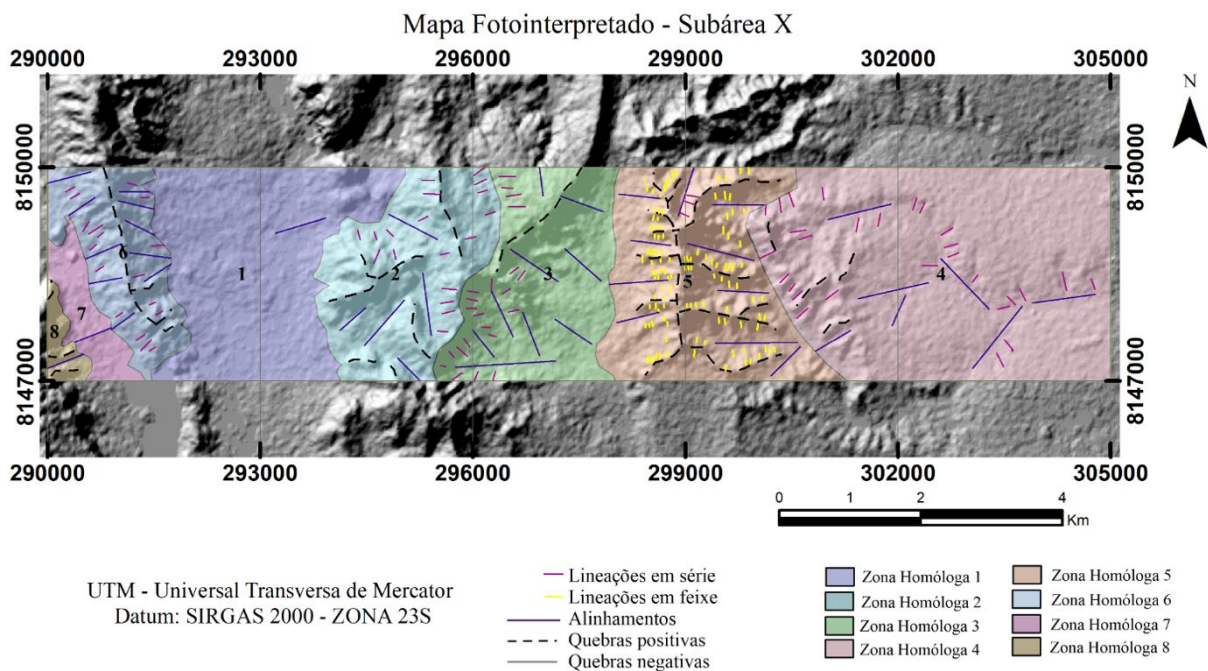 Mapa Fotointerpretado - Subárea X
290000 293000 296000 299000 302000 305000
N
8150000 8150000
6 1 2 3 5 4
7
8
8147000 8147000
290000 293000 296000 299000 302000 305000
0 1 2 4
Km
UTM - Universal Transversa de Mercator
Datum: SIRGAS 2000 - ZONA 23S
Lineações em série
Lineações em feixe
Alinhamentos
Quebras positivas
Quebras negativas
Zona Homóloga 1
Zona Homóloga 2
Zona Homóloga 3
Zona Homóloga 4
Zona Homóloga 5
Zona Homóloga 6
Zona Homóloga 7
Zona Homóloga 8